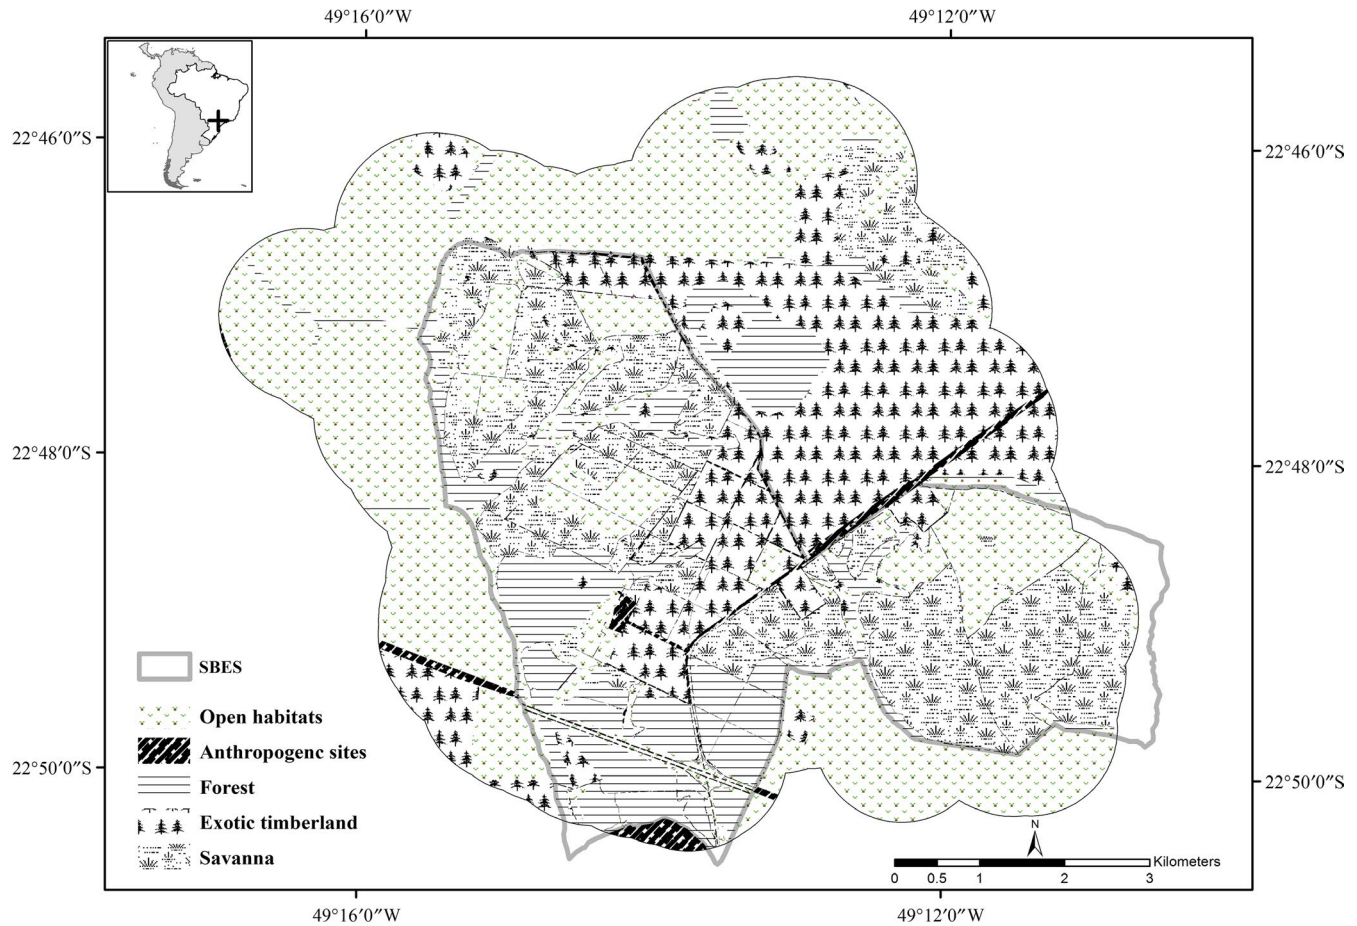 49°16′0″W 49°12′0″W
22°46′0″S 22°46′0″S
22°48′0″S 22°48′0″S
SBES
Open habitats
Anthropogenc sites
22°50′0″S 22°50′0″S
Forest
Exotic timberland
N
Savanna
Kilometers
0 0.5 1 2 3
49°16′0″W 49°12′0″W